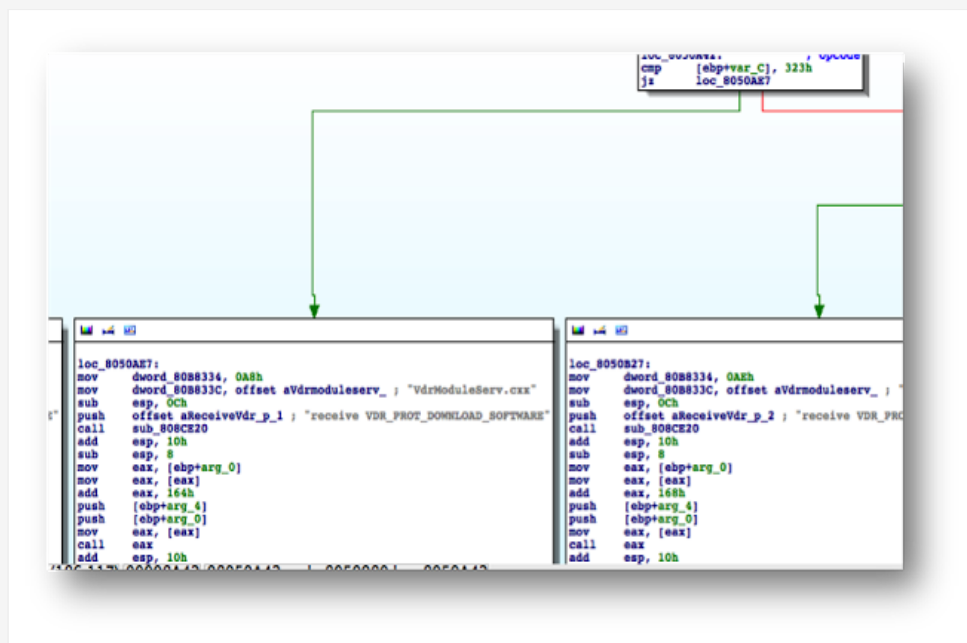 cmp [ebp+var_C], 323h
jz loc_8050AE7
loc_8050AE7:
mov dword_80B8334, 0A8h
mov dword_80B833C, offset aVdrmoduleserv_ ; "VdrModuleServ.cxx"
sub esp, 0Ch
push offset aReceiveVdr_p_1 ; "receive VDR_PROT_DOWNLOAD_SOFTWARE"
call sub_808CE20
add esp, 10h
sub esp, 8
mov eax, [ebp+arg_0]
mov eax, [eax]
add eax, 164h
push [ebp+arg_4]
push [ebp+arg_0]
mov eax, [eax]
call eax
add esp, 10h
loc_8050B27:
mov dword_80B8334, 0AEh
mov dword_80B833C, offset aVdrmoduleserv_ ; "
sub esp, 0Ch
push offset aReceiveVdr_p_2 ; "receive VDR_PRO
call sub_808CE20
add esp, 10h
sub esp, 8
mov eax, [ebp+arg_0]
mov eax, [eax]
add eax, 168h
push [ebp+arg_4]
push [ebp+arg_0]
mov eax, [eax]
call eax
add esp, 10h